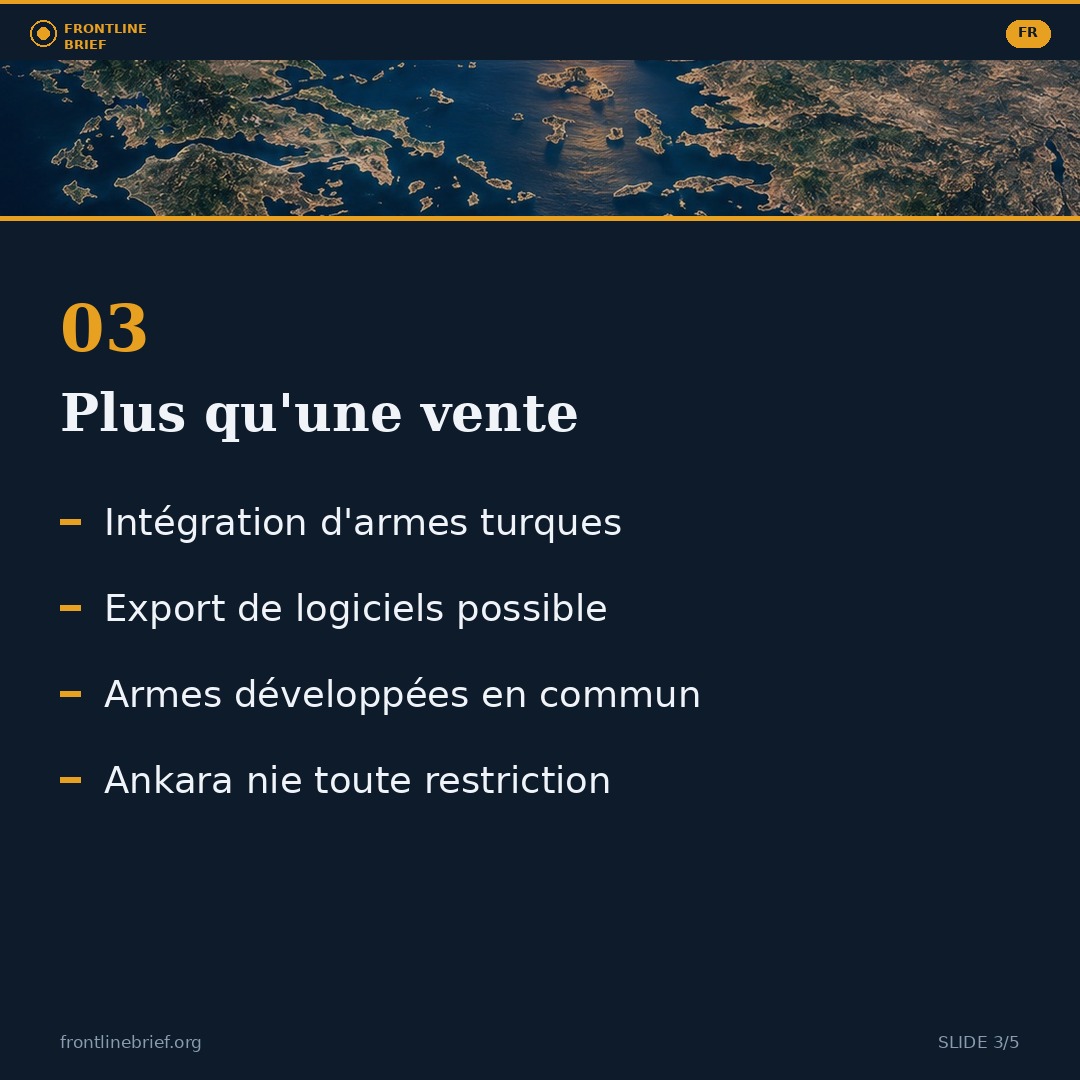 FRONTLINE
BRIEF
FR
03
Plus qu'une vente
Intégration d'armes turques
Export de logiciels possible
Armes développées en commun
Ankara nie toute restriction
frontlinebrief.org
SLIDE 3/5